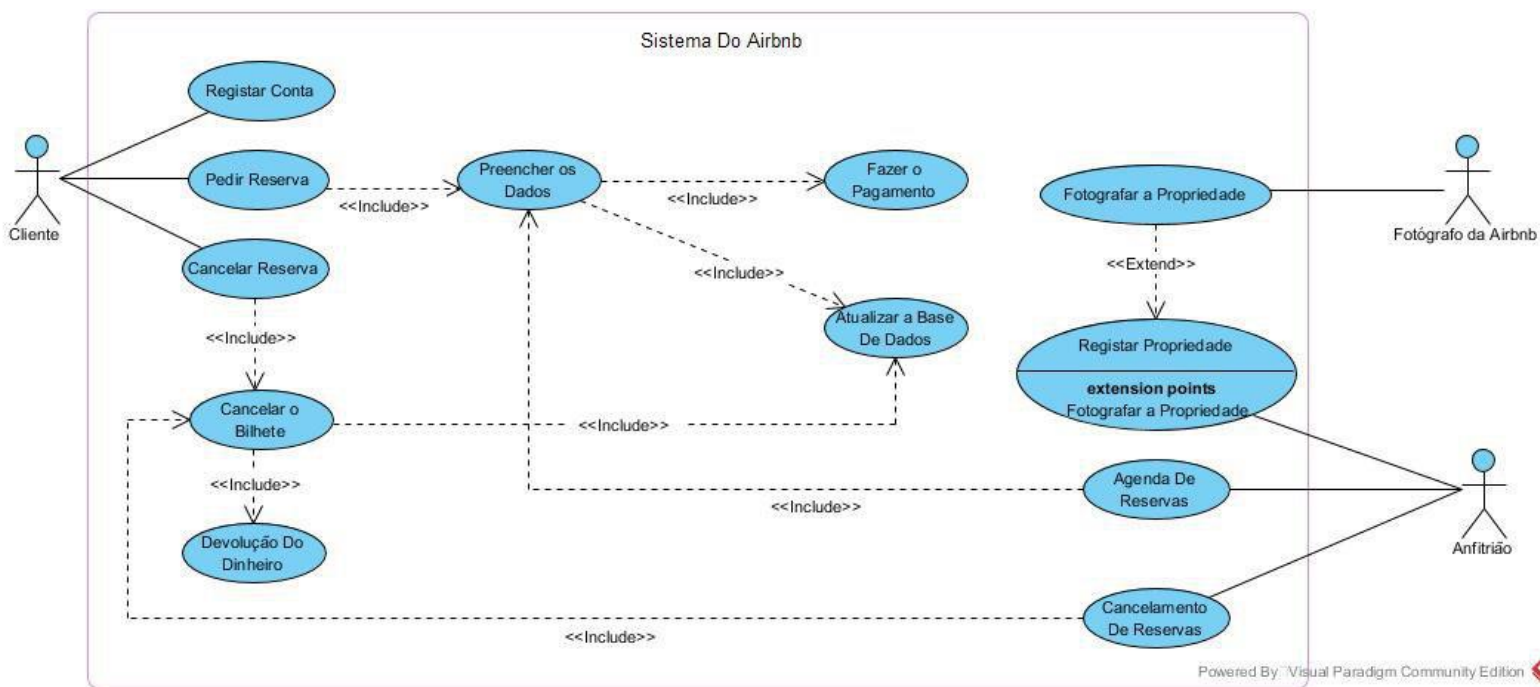 Sistema Do Airbnb
Registar Conta
Pedir Reserva
<<Include>>
Preencher os
Dados
<<Include>>
Fazer o
Pagamento
Fotografar a Propriedade
Cliente
Fotógrafo da Airbnb
Cancelar Reserva
<<Include>>
<<Extend>>
<<Include>>
Atualizar a Base
De Dados
Registar Propriedade
extension points
Fotografar a Propriedade
Cancelar o
Bilhete
<<Include>>
<<Include>>
Agenda De
Reservas
<<Include>>
Devolução Do
Dinheiro
Anfitrião
Cancelamento
De Reservas
<<Include>>
Powered By Visual Paradigm Community Edition